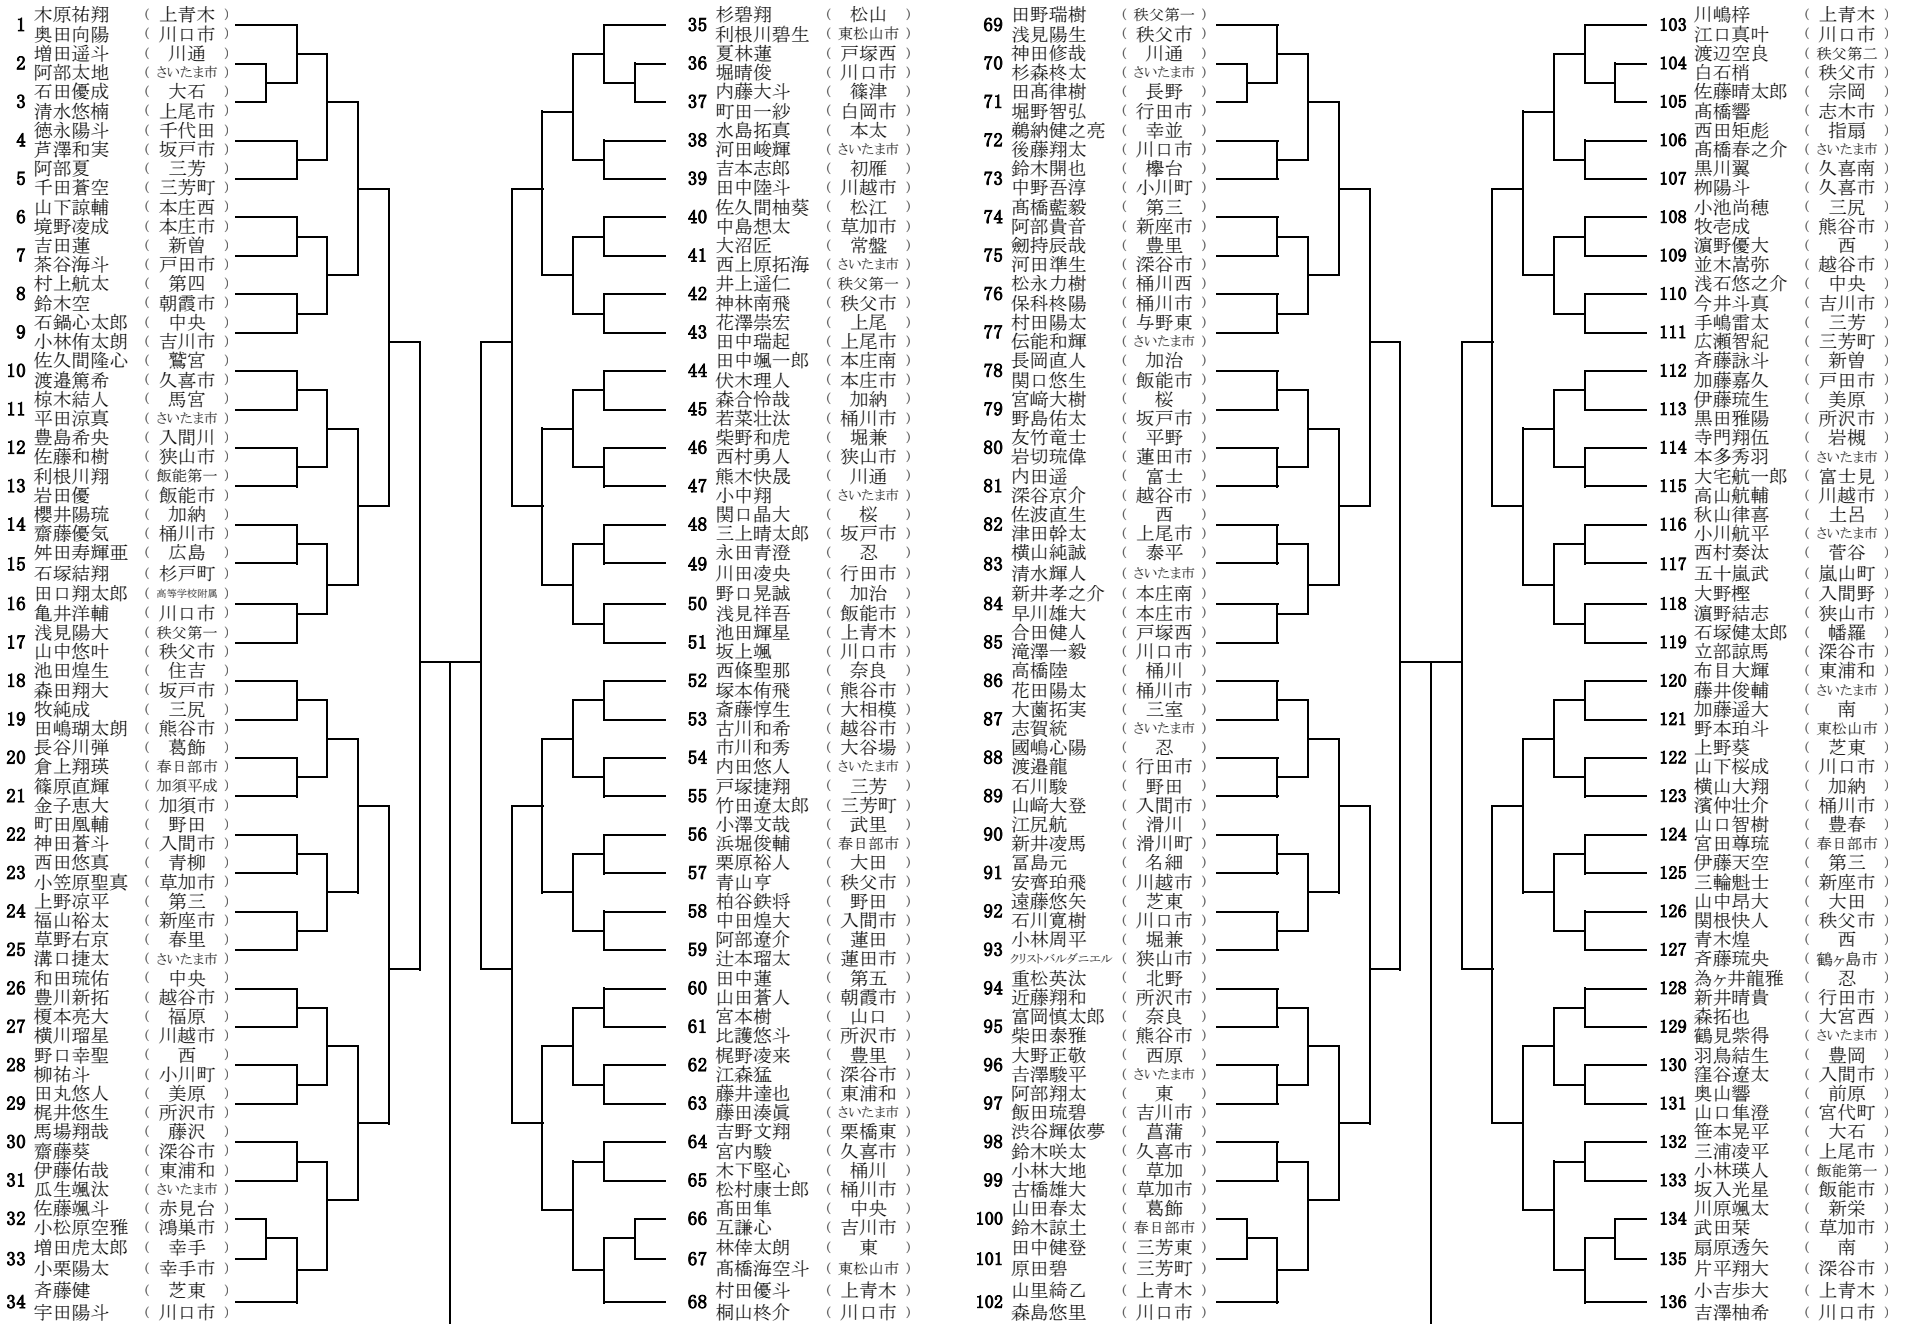 1 木原祐翔 （ 上青木 ）
奥田向陽 （ 川口市 ）
2 増田遥斗 （ 川通 ）
阿部太地 （ さいたま市 ）
3 石田優成 （ 大石 ）
清水悠楠 （ 上尾市 ）
4 徳永陽斗 （ 千代田 ）
芦澤和実 （ 坂戸市 ）
5 阿部夏 （ 三芳 ）
千田蒼空 （ 三芳町 ）
6 山下諒輔 （ 本庄西 ）
境野凌成 （ 本庄市 ）
7 吉田蓮 （ 新曽 ）
茶谷海斗 （ 戸田市 ）
8 村上航太 （ 第四 ）
鈴木空 （ 朝霞市 ）
9 石鍋心太郎 （ 中央 ）
小林侑太朗 （ 吉川市 ）
10 佐久間隆心 （ 鷲宮 ）
渡邉篤希 （ 久喜市 ）
11 椋木結人 （ 馬宮 ）
平田涼真 （ さいたま市 ）
12 豊島希央 （ 入間川 ）
佐藤和樹 （ 狭山市 ）
13 利根川翔 （ 飯能第一 ）
岩田優 （ 飯能市 ）
14 櫻井陽琉 （ 加納 ）
齋藤優気 （ 桶川市 ）
15 舛田寿輝亜 （ 広島 ）
石塚結翔 （ 杉戸町 ）
16 田口翔太郎 （ 高等学校附属 ）
亀井洋輔 （ 川口市 ）
17 浅見陽大 （ 秩父第一 ）
山中悠叶 （ 秩父市 ）
18 池田煌生 （ 住吉 ）
森田翔大 （ 坂戸市 ）
19 牧純成 （ 三尻 ）
田嶋瑚太朗 （ 熊谷市 ）
20 長谷川弾 （ 葛飾 ）
倉上翔瑛 （ 春日部市 ）
21 篠原直輝 （ 加須平成 ）
金子恵大 （ 加須市 ）
22 町田凰輔 （ 野田 ）
神田蒼斗 （ 入間市 ）
23 西田悠真 （ 青柳 ）
小笠原聖真 （ 草加市 ）
24 上野凉平 （ 第三 ）
福山裕太 （ 新座市 ）
25 草野右京 （ 春里 ）
溝口捷太 （ さいたま市 ）
26 和田琉佑 （ 中央 ）
豊川新拓 （ 越谷市 ）
27 榎本亮大 （ 福原 ）
横川瑠星 （ 川越市 ）
28 野口幸聖 （ 西 ）
柳祐斗 （ 小川町 ）
29 田丸悠人 （ 美原 ）
梶井悠生 （ 所沢市 ）
30 馬場翔哉 （ 藤沢 ）
齋藤葵 （ 深谷市 ）
31 伊藤佑哉 （ 東浦和 ）
瓜生颯汰 （ さいたま市 ）
32 佐藤颯斗 （ 赤見台 ）
小松原空雅 （ 鴻巣市 ）
33 増田虎太郎 （ 幸手 ）
小栗陽太 （ 幸手市 ）
34 斉藤健 （ 芝東 ）
宇田陽斗 （ 川口市 ）
35 杉碧翔 （ 松山 ）
利根川碧生 （ 東松山市 ）
36 夏林蓮 （ 戸塚西 ）
堀晴俊 （ 川口市 ）
37 内藤大斗 （ 篠津 ）
町田一紗 （ 白岡市 ）
38 水島拓真 （ 本太 ）
河田峻輝 （ さいたま市 ）
39 吉本志郎 （ 初雁 ）
田中陸斗 （ 川越市 ）
40 佐久間柚葵 （ 松江 ）
中島想太 （ 草加市 ）
41 大沼匠 （ 常盤 ）
西上原拓海 （ さいたま市 ）
42 井上遥仁 （ 秩父第一 ）
神林南飛 （ 秩父市 ）
43 花澤崇宏 （ 上尾 ）
田中瑞起 （ 上尾市 ）
44 田中颯一郎 （ 本庄南 ）
伏木理人 （ 本庄市 ）
45 森合怜哉 （ 加納 ）
若菜壮汰 （ 桶川市 ）
46 柴野和虎 （ 堀兼 ）
西村勇人 （ 狭山市 ）
47 熊木快晟 （ 川通 ）
小中翔 （ さいたま市 ）
48 関口晶大 （ 桜 ）
三上晴太郎 （ 坂戸市 ）
49 永田青澄 （ 忍 ）
川田凌央 （ 行田市 ）
50 野口晃誠 （ 加治 ）
浅見祥吾 （ 飯能市 ）
51 池田輝星 （ 上青木 ）
坂上颯 （ 川口市 ）
52 西條聖那 （ 奈良 ）
塚本侑飛 （ 熊谷市 ）
53 斎藤惇生 （ 大相模 ）
古川和希 （ 越谷市 ）
54 市川和秀 （ 大谷場 ）
内田悠人 （ さいたま市 ）
55 戸塚捷翔 （ 三芳 ）
竹田遼太郎 （ 三芳町 ）
56 小澤文哉 （ 武里 ）
浜堀俊輔 （ 春日部市 ）
57 栗原裕人 （ 大田 ）
青山亨 （ 秩父市 ）
58 柏谷鉄将 （ 野田 ）
中田煌大 （ 入間市 ）
59 阿部遼介 （ 蓮田 ）
辻本瑠太 （ 蓮田市 ）
60 田中蓮 （ 第五 ）
山田蒼人 （ 朝霞市 ）
61 宮本樹 （ 山口 ）
比護悠斗 （ 所沢市 ）
62 梶野凌来 （ 豊里 ）
江森猛 （ 深谷市 ）
63 藤井達也 （ 東浦和 ）
藤田湊眞 （ さいたま市 ）
64 吉野文翔 （ 栗橋東 ）
宮内駿 （ 久喜市 ）
65 木下堅心 （ 桶川 ）
松村康士郎 （ 桶川市 ）
66 髙田隼 （ 中央 ）
互謙心 （ 吉川市 ）
67 林倖太朗 （ 東 ）
髙橋海空斗 （ 東松山市 ）
68 村田優斗 （ 上青木 ）
桐山柊介 （ 川口市 ）
69 田野瑞樹 （ 秩父第一 ）
浅見陽生 （ 秩父市 ）
70 神田修哉 （ 川通 ）
杉森柊太 （ さいたま市 ）
71 田髙律樹 （ 長野 ）
堀野智弘 （ 行田市 ）
72 鵜納健之亮 （ 幸並 ）
後藤翔太 （ 川口市 ）
73 鈴木開也 （ 欅台 ）
中野吾淳 （ 小川町 ）
74 髙橋藍毅 （ 第三 ）
阿部貴音 （ 新座市 ）
75 劒持辰哉 （ 豊里 ）
河田準生 （ 深谷市 ）
76 松永力樹 （ 桶川西 ）
保科柊陽 （ 桶川市 ）
77 村田陽太 （ 与野東 ）
伝能和輝 （ さいたま市 ）
78 長岡直人 （ 加治 ）
関口悠生 （ 飯能市 ）
79 宮﨑大樹 （ 桜 ）
野島佑太 （ 坂戸市 ）
80 友竹竜士 （ 平野 ）
岩切琉偉 （ 蓮田市 ）
81 内田遥 （ 富士 ）
深谷京介 （ 越谷市 ）
82 佐波直生 （ 西 ）
津田幹太 （ 上尾市 ）
83 横山純誠 （ 泰平 ）
清水輝人 （ さいたま市 ）
84 新井孝之介 （ 本庄南 ）
早川雄大 （ 本庄市 ）
85 合田健人 （ 戸塚西 ）
滝澤一毅 （ 川口市 ）
86 高橋陸 （ 桶川 ）
花田陽太 （ 桶川市 ）
87 大薗拓実 （ 三室 ）
志賀統 （ さいたま市 ）
88 國嶋心陽 （ 忍 ）
渡邉龍 （ 行田市 ）
89 石川駿 （ 野田 ）
山﨑大登 （ 入間市 ）
90 江尻航 （ 滑川 ）
新井凌馬 （ 滑川町 ）
91 冨島元 （ 名細 ）
安齊珀飛 （ 川越市 ）
92 遠藤悠矢 （ 芝東 ）
石川寛樹 （ 川口市 ）
93 小林周平 （ 堀兼 ）
クリストバルダニエル （ 狭山市 ）
94 重松英汰 （ 北野 ）
近藤翔和 （ 所沢市 ）
95 富岡慎太郎 （ 奈良 ）
柴田泰雅 （ 熊谷市 ）
96 大野正敬 （ 西原 ）
𠮷澤駿平 （ さいたま市 ）
97 阿部翔太 （ 東 ）
飯田琉碧 （ 吉川市 ）
98 渋谷輝依夢 （ 菖蒲 ）
鈴木咲太 （ 久喜市 ）
99 小林大地 （ 草加 ）
古橋雄大 （ 草加市 ）
100 山田春太 （ 葛飾 ）
鈴木諒土 （ 春日部市 ）
101 田中健登 （ 三芳東 ）
原田碧 （ 三芳町 ）
102 山里綺乙 （ 上青木 ）
森島悠里 （ 川口市 ）
103 川嶋梓 （ 上青木 ）
江口真叶 （ 川口市 ）
104 渡辺空良 （ 秩父第二 ）
白石梢 （ 秩父市 ）
105 佐藤晴太郎 （ 宗岡 ）
髙橋響 （ 志木市 ）
106 西田矩彪 （ 指扇 ）
髙橋春之介 （ さいたま市 ）
107 黒川翼 （ 久喜南 ）
栁陽斗 （ 久喜市 ）
108 小池尚穂 （ 三尻 ）
牧壱成 （ 熊谷市 ）
109 濵野優大 （ 西 ）
並木嵩弥 （ 越谷市 ）
110 浅石悠之介 （ 中央 ）
今井斗真 （ 吉川市 ）
111 手嶋雷太 （ 三芳 ）
広瀬智紀 （ 三芳町 ）
112 斉藤詠斗 （ 新曽 ）
加藤嘉久 （ 戸田市 ）
113 伊藤琉生 （ 美原 ）
黒田雅陽 （ 所沢市 ）
114 寺門翔伍 （ 岩槻 ）
本多秀羽 （ さいたま市 ）
115 大宅航一郎 （ 富士見 ）
高山航輔 （ 川越市 ）
116 秋山律喜 （ 土呂 ）
小川航平 （ さいたま市 ）
117 西村奏汰 （ 菅谷 ）
五十嵐武 （ 嵐山町 ）
118 大野樫 （ 入間野 ）
濵野結志 （ 狭山市 ）
119 石塚健太郎 （ 幡羅 ）
立部諒馬 （ 深谷市 ）
120 布目大輝 （ 東浦和 ）
藤井俊輔 （ さいたま市 ）
121 加藤遥大 （ 南 ）
野本珀斗 （ 東松山市 ）
122 上野葵 （ 芝東 ）
山下桜成 （ 川口市 ）
123 横山大翔 （ 加納 ）
濱仲壮介 （ 桶川市 ）
124 山口智樹 （ 豊春 ）
宮田尊琉 （ 春日部市 ）
125 伊藤天空 （ 第三 ）
三輪魁士 （ 新座市 ）
126 山中昂大 （ 大田 ）
関根快人 （ 秩父市 ）
127 青木煌 （ 西 ）
斉藤琉央 （ 鶴ヶ島市 ）
128 為ヶ井龍雅 （ 忍 ）
新井晴貴 （ 行田市 ）
129 森拓也 （ 大宮西 ）
鶴見紫得 （ さいたま市 ）
130 羽鳥結生 （ 豊岡 ）
窪谷遼太 （ 入間市 ）
131 奥山響 （ 前原 ）
山口隼澄 （ 宮代町 ）
132 笹本晃平 （ 大石 ）
三浦凌平 （ 上尾市 ）
133 小林瑛人 （ 飯能第一 ）
坂入光星 （ 飯能市 ）
134 川原颯太 （ 新栄 ）
武田栞 （ 草加市 ）
135 扇原透矢 （ 南 ）
片平翔大 （ 深谷市 ）
136 小吉歩大 （ 上青木 ）
𠮷澤柚希 （ 川口市 ）